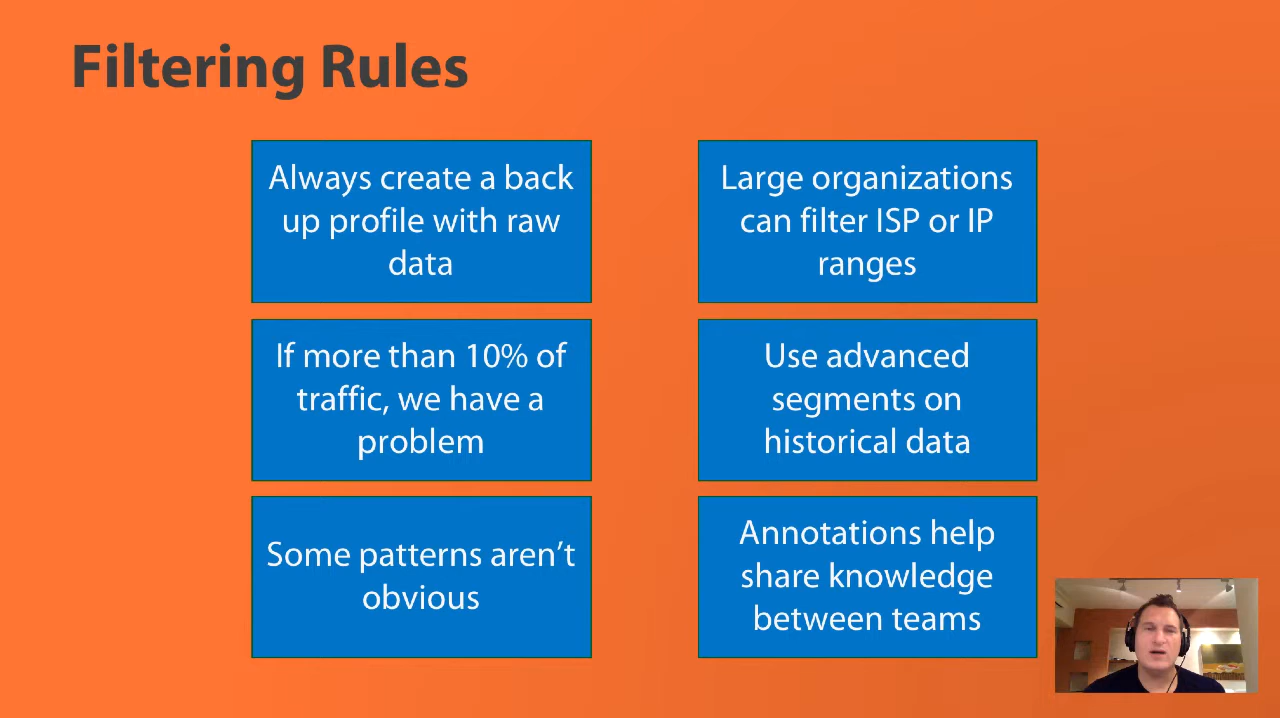 Filtering Rules
Always create a back
up profile with raw
data
Large organizations
can filter ISP or IP
ranges
If more than 10% of
traffic, we have a
problem
Use advanced
segments on
historical data
Some patterns aren’t
obvious
Annotations help
share knowledge
between teams